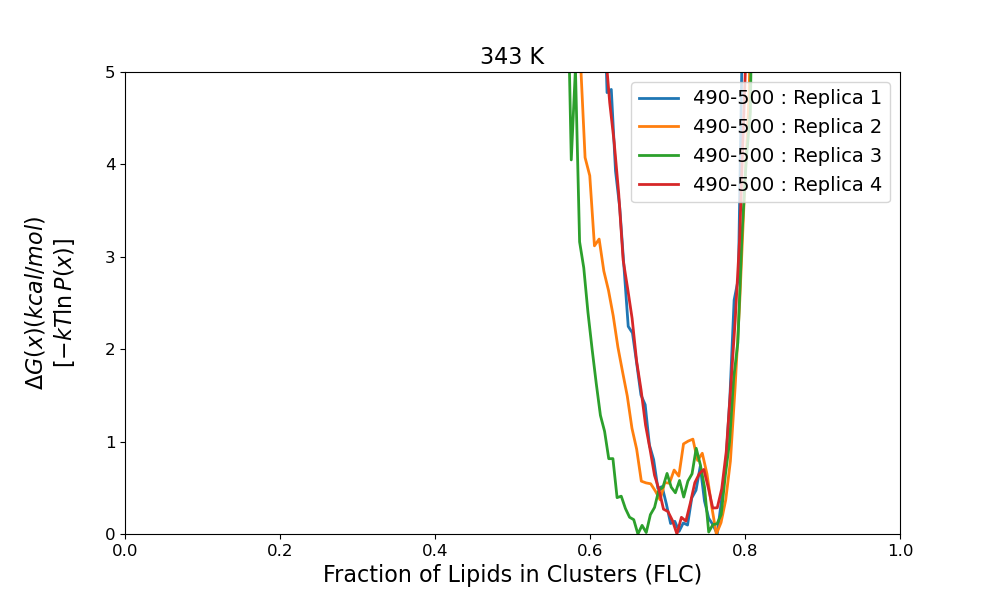 343 K
ΔG(x)(kcal/mol)
[−kT ln P(x)]
5
4
3
2
1
0
0.0 0.2 0.4 0.6 0.8 1.0
Fraction of Lipids in Clusters (FLC)
490-500 : Replica 1
490-500 : Replica 2
490-500 : Replica 3
490-500 : Replica 4